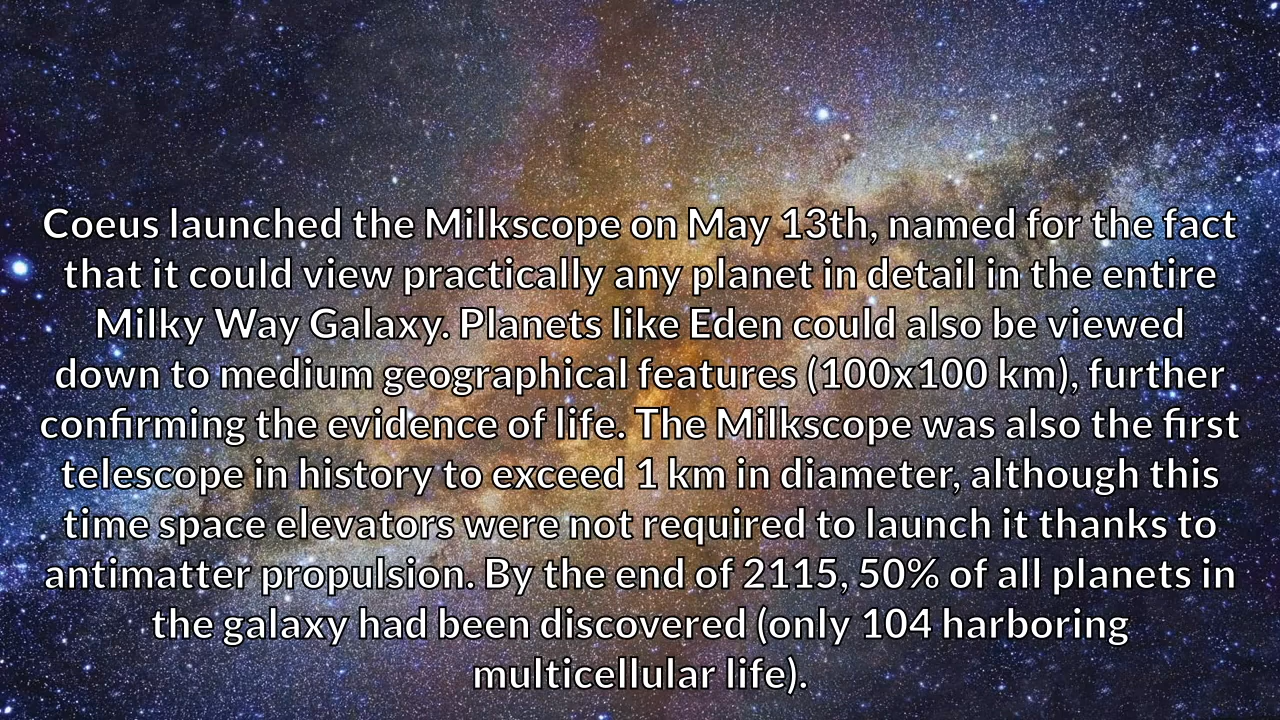 Coeus launched the Milkscope on May 13th, named for the fact
that it could view practically any planet in detail in the entire
Milky Way Galaxy. Planets like Eden could also be viewed
down to medium geographical features (100x100 km), further
confirming the evidence of life. The Milkscope was also the first
telescope in history to exceed 1 km in diameter, although this
time space elevators were not required to launch it thanks to
antimatter propulsion. By the end of 2115, 50% of all planets in
the galaxy had been discovered (only 104 harboring
multicellular life).